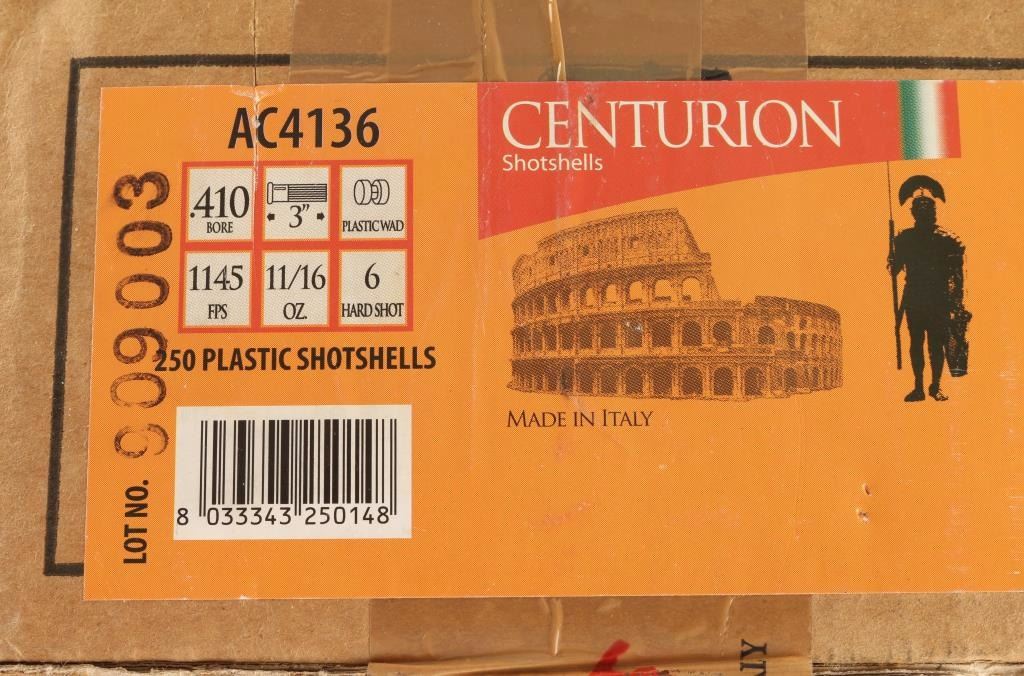 AC4136
.410
BORE
3”
PLASTIC WAD
1145
FPS
11/16
OZ.
6
HARD SHOT
250 PLASTIC SHOTSHELLS
8 033343 250148
LOT NO. 909003
CENTURION
Shotshells
MADE IN ITALY